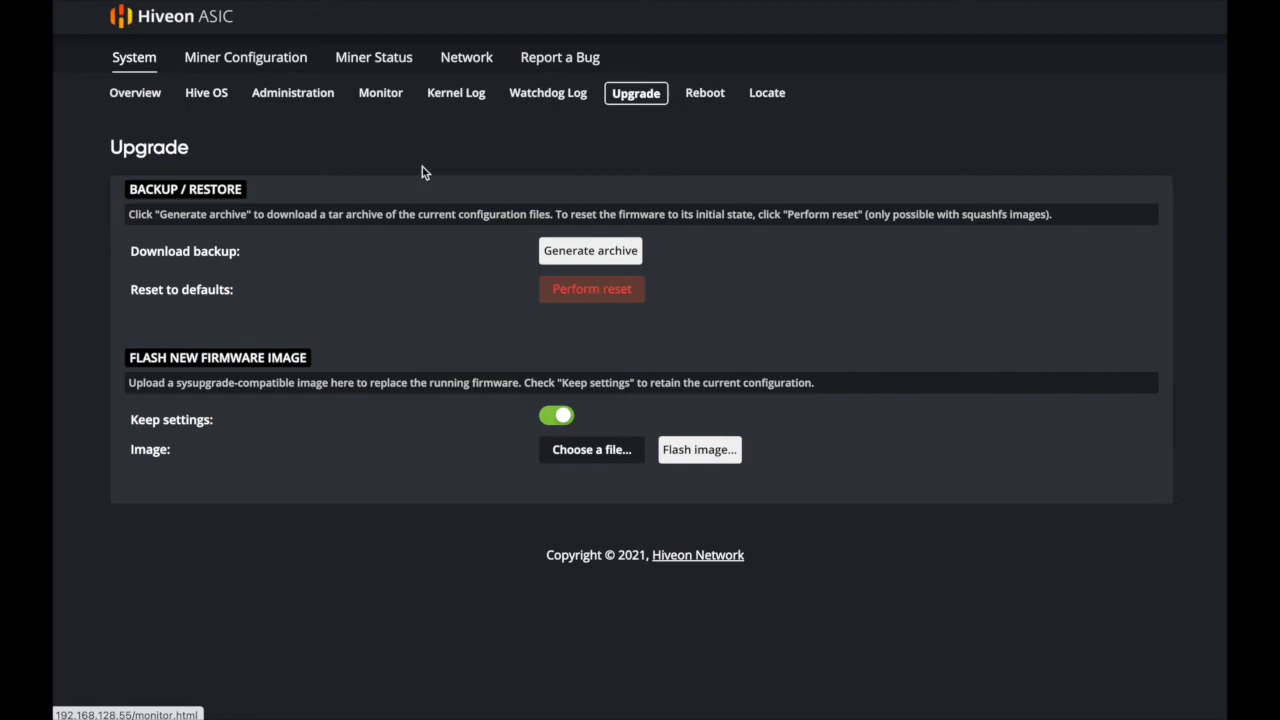 Hiveon ASIC
System Miner Configuration Miner Status Network Report a Bug
Overview Hive OS Administration Monitor Kernel Log Watchdog Log Upgrade Reboot Locate
Upgrade
BACKUP / RESTORE
Click "Generate archive" to download a tar archive of the current configuration files. To reset the firmware to its initial state, click "Perform reset" (only possible with squashfs images).
Download backup: Generate archive
Reset to defaults: Perform reset
FLASH NEW FIRMWARE IMAGE
Upload a sysupgrade-compatible image here to replace the running firmware. Check "Keep settings" to retain the current configuration.
Keep settings:
Image: Choose a file... Flash image...
Copyright © 2021, Hiveon Network
192.168.128.55/monitor.html